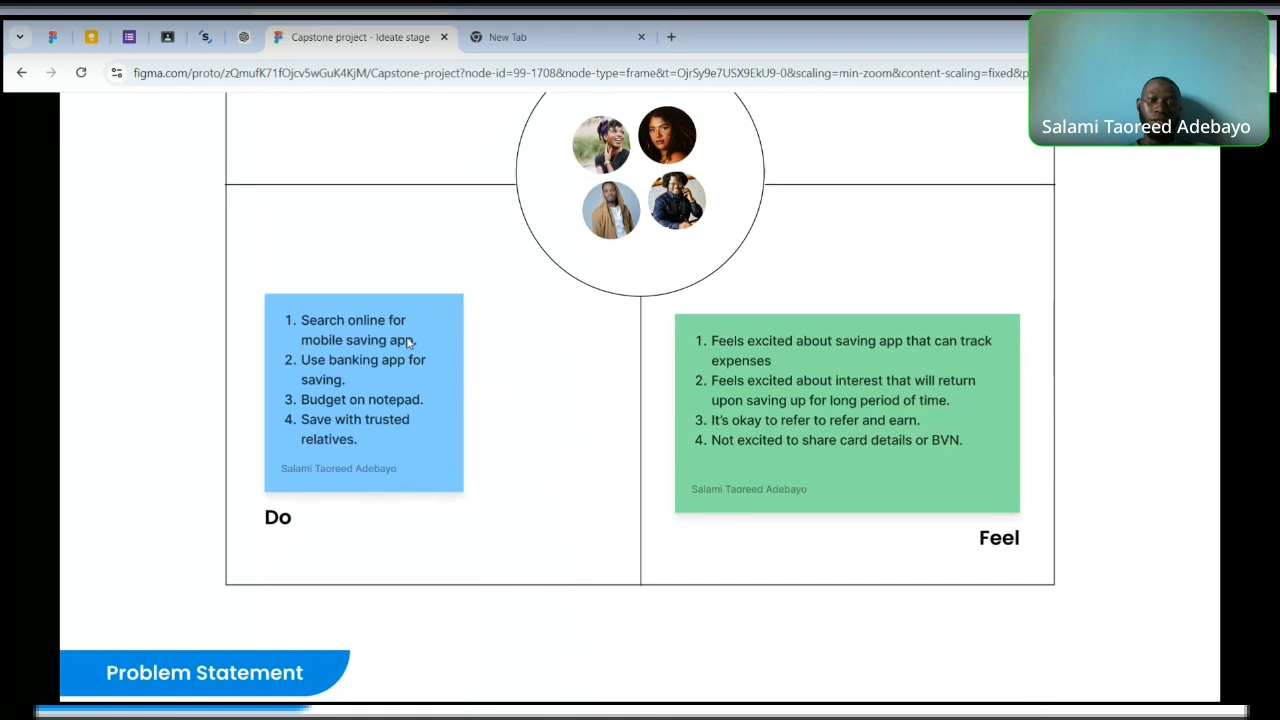 Capstone project - Ideate stage
New Tab
figma.com/proto/zQmufK71fOjcv5wGuK4KjM/Capstone-project?node-id=99-1708&node-type=frame&t=OjrSy9e7USX9EkU9-0&scaling=min-zoom&content-scaling=fixed&p
Salami Taoreed Adebayo
1. Search online for
mobile saving app.
2. Use banking app for
saving.
3. Budget on notepad.
4. Save with trusted
relatives.
Salami Taoreed Adebayo
Do
1. Feels excited about saving app that can track
expenses
2. Feels excited about interest that will return
upon saving up for long period of time.
3. It's okay to refer to refer and earn.
4. Not excited to share card details or BVN.
Salami Taoreed Adebayo
Feel
Problem Statement